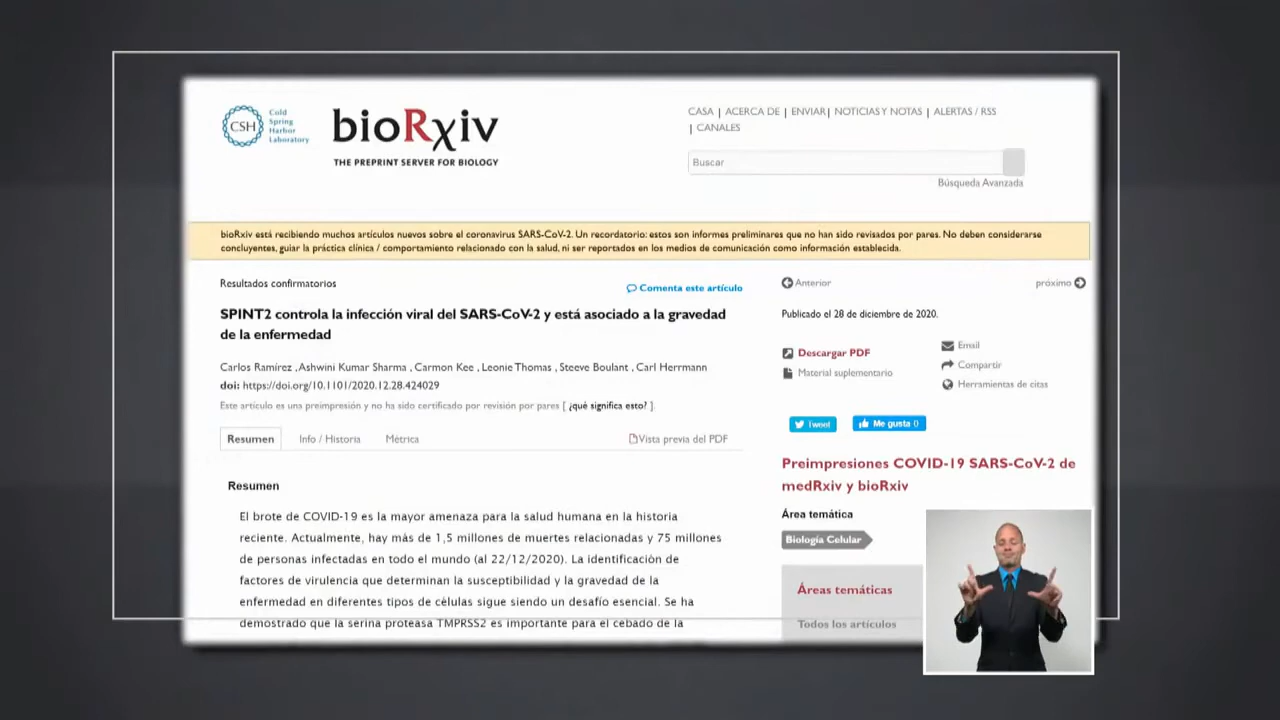 CSH
Cold
Spring
Harbor
Laboratory
bioRxiv
THE PREPRINT SERVER FOR BIOLOGY
CASA | ACERCA DE | ENVIAR| NOTICIAS Y NOTAS | ALERTAS / RSS
| CANALES
Buscar
Búsqueda Avanzada
bioRxiv está recibiendo muchos artículos nuevos sobre el coronavirus SARS-CoV-2. Un recordatorio: estos son informes preliminares que no han sido revisados por pares. No deben considerarse
concluyentes, guiar la práctica clínica / comportamiento relacionado con la salud, ni ser reportados en los medios de comunicación como información establecida.
Resultados confirmatorios
Comenta este artículo
SPINT2 controla la infección viral del SARS-CoV-2 y está asociado a la gravedad
de la enfermedad
Carlos Ramírez , Ashwini Kumar Sharma , Carmon Kee , Leonie Thomas , Steeve Boulant , Carl Herrmann
doi: https://doi.org/10.1101/2020.12.28.424029
Este artículo es una preimpresión y no ha sido certificado por revisión por pares [ ¿qué significa esto? ].
Resumen Info / Historia Métrica Vista previa del PDF
Resumen
El brote de COVID-19 es la mayor amenaza para la salud humana en la historia
reciente. Actualmente, hay más de 1,5 millones de muertes relacionadas y 75 millones
de personas infectadas en todo el mundo (al 22/12/2020). La identificación de
factores de virulencia que determinan la susceptibilidad y la gravedad de la
enfermedad en diferentes tipos de células sigue siendo un desafío esencial. Se ha
demostrado que la serina proteasa TMPRSS2 es importante para el cebado de la
Anterior próximo
Publicado el 28 de diciembre de 2020.
Descargar PDF
Material suplementario
Email
Compartir
Herramientas de citas
Tweet Me gusta 0
Preimpresiones COVID-19 SARS-CoV-2 de
medRxiv y bioRxiv
Área temática
Biología Celular
Áreas temáticas
Todos los artículos